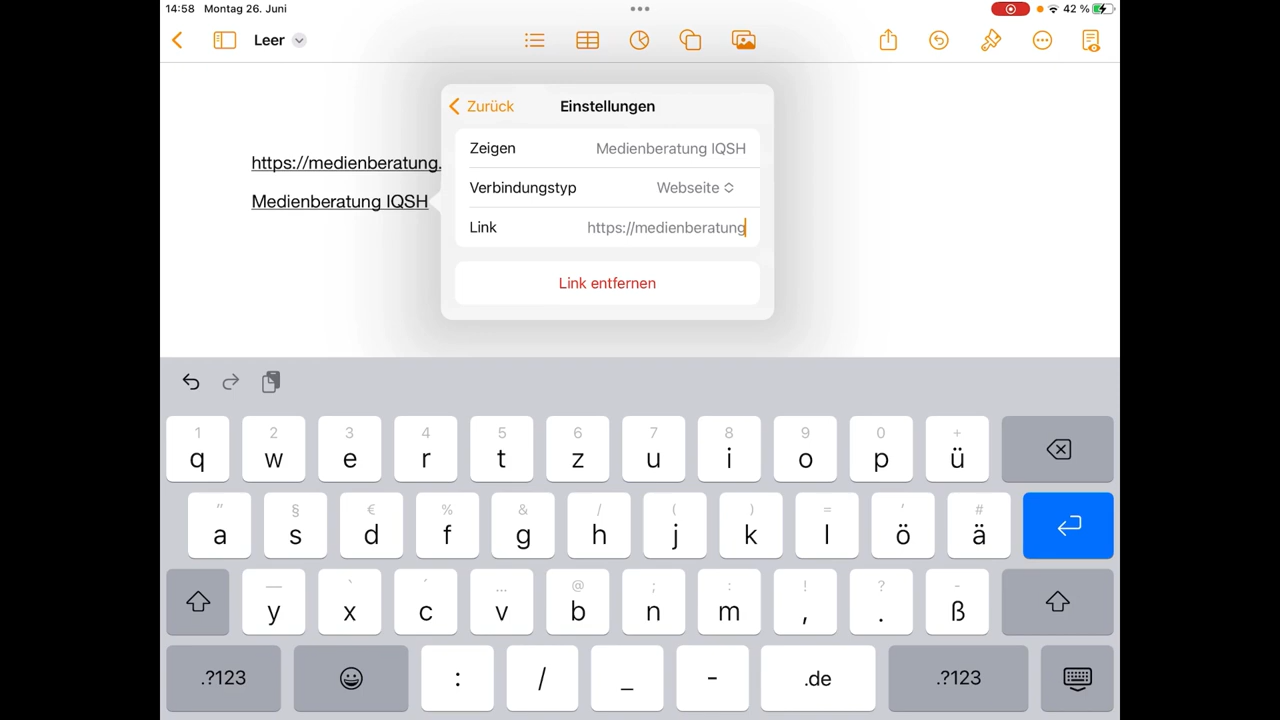 14:58 Montag 26. Juni
42 %
Leer
https://medienberatung.
Medienberatung IQSH
Zurück
Einstellungen
Zeigen Medienberatung IQSH
Verbindungstyp Webseite
Link https://medienberatung
Link entfernen
1 2 3 4 5 6 7 8 9 0 +
q w e r t z u i o p ü
" § € % & / ( ) = ' #
a s d f g h j k l ö ä
— ` ´ ... @ ; : ! ? -
y x c v b n m , . ß
.?123 : / _ - .de .?123